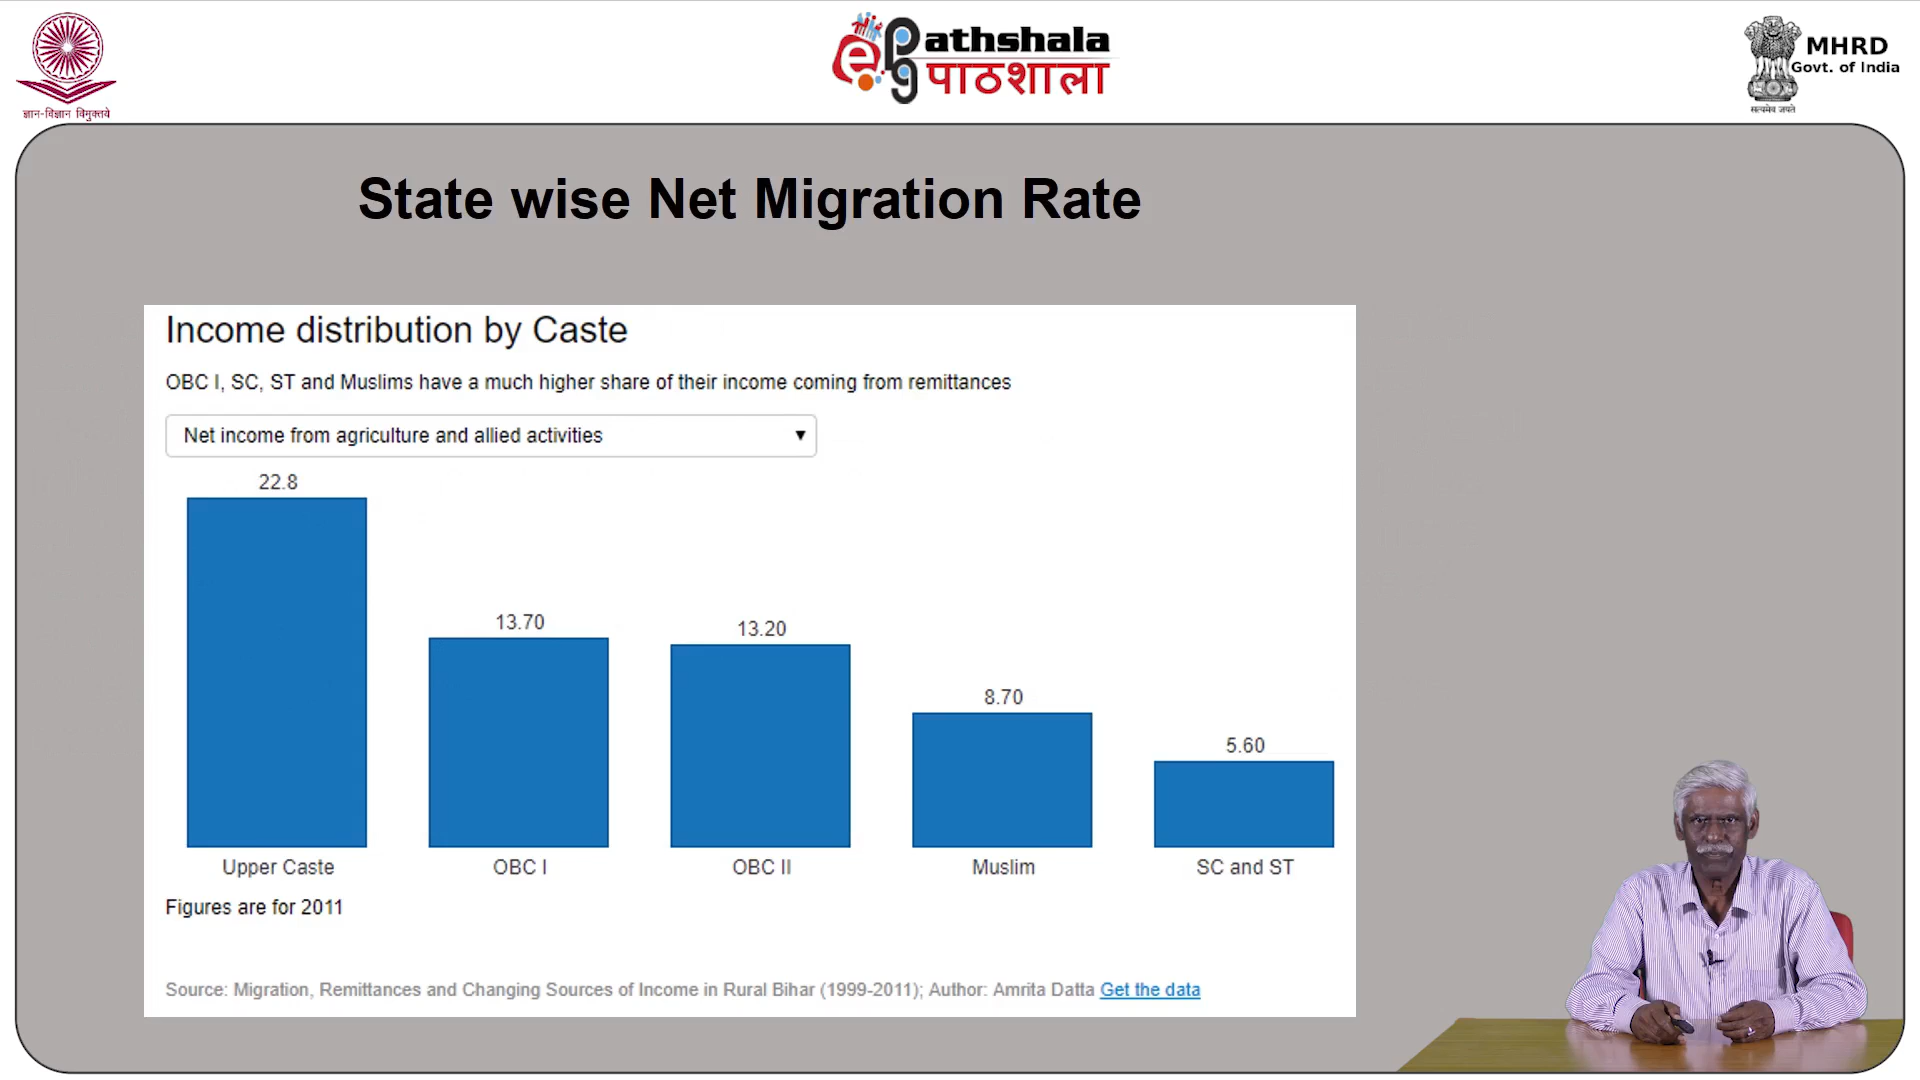 ज्ञान-विज्ञान विमुक्तये
ePathshala
पाठशाला
MHRD
Govt. of India
सत्यमेव जयते
State wise Net Migration Rate
Income distribution by Caste
OBC I, SC, ST and Muslims have a much higher share of their income coming from remittances
Net income from agriculture and allied activities ▼
22.8
13.70
13.20
8.70
5.60
Upper Caste OBC I OBC II Muslim SC and ST
Figures are for 2011
Source: Migration, Remittances and Changing Sources of Income in Rural Bihar (1999-2011); Author: Amrita Datta Get the data